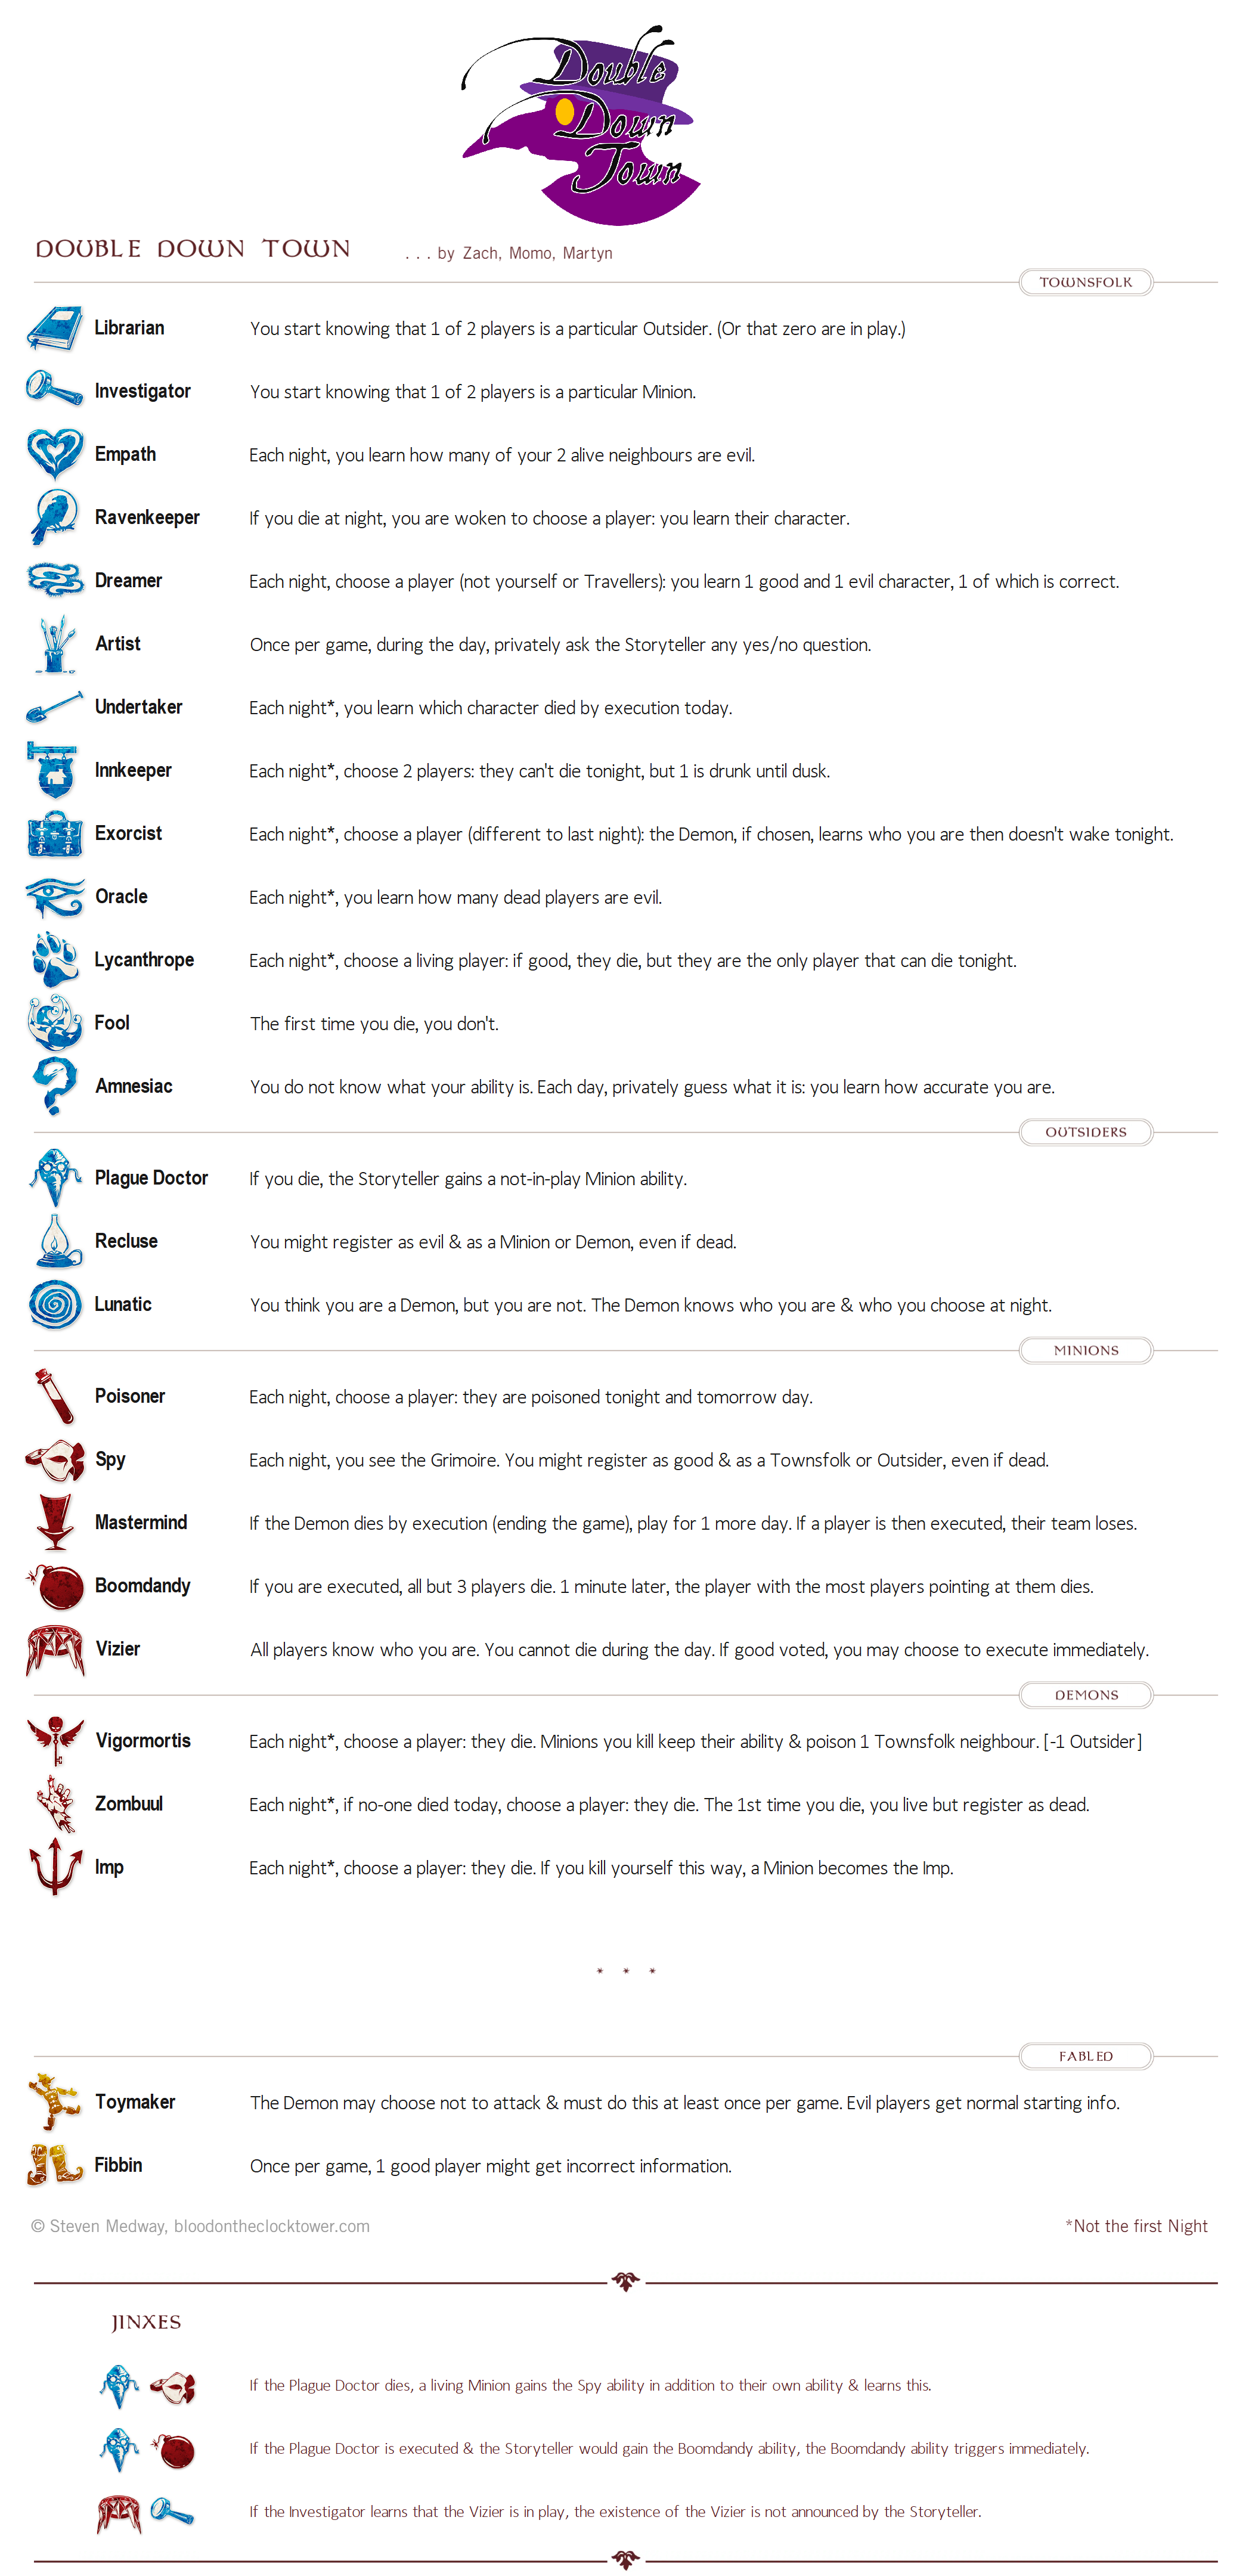 Double
Down
Town
DOUBLE DOWN TOWN . . . by Zach, Momo, Martyn
TOWNSFOLK
Librarian You start knowing that 1 of 2 players is a particular Outsider. (Or that zero are in play.)
Investigator You start knowing that 1 of 2 players is a particular Minion.
Empath Each night, you learn how many of your 2 alive neighbours are evil.
Ravenkeeper If you die at night, you are woken to choose a player: you learn their character.
Dreamer Each night, choose a player (not yourself or Travellers): you learn 1 good and 1 evil character, 1 of which is correct.
Artist Once per game, during the day, privately ask the Storyteller any yes/no question.
Undertaker Each night*, you learn which character died by execution today.
Innkeeper Each night*, choose 2 players: they can't die tonight, but 1 is drunk until dusk.
Exorcist Each night*, choose a player (different to last night): the Demon, if chosen, learns who you are then doesn't wake tonight.
Oracle Each night*, you learn how many dead players are evil.
Lycanthrope Each night*, choose a living player: if good, they die, but they are the only player that can die tonight.
Fool The first time you die, you don't.
Amnesiac You do not know what your ability is. Each day, privately guess what it is: you learn how accurate you are.
OUTSIDERS
Plague Doctor If you die, the Storyteller gains a not-in-play Minion ability.
Recluse You might register as evil & as a Minion or Demon, even if dead.
Lunatic You think you are a Demon, but you are not. The Demon knows who you are & who you choose at night.
MINIONS
Poisoner Each night, choose a player: they are poisoned tonight and tomorrow day.
Spy Each night, you see the Grimoire. You might register as good & as a Townsfolk or Outsider, even if dead.
Mastermind If the Demon dies by execution (ending the game), play for 1 more day. If a player is then executed, their team loses.
Boomdandy If you are executed, all but 3 players die. 1 minute later, the player with the most players pointing at them dies.
Vizier All players know who you are. You cannot die during the day. If good voted, you may choose to execute immediately.
DEMONS
Vigormortis Each night*, choose a player: they die. Minions you kill keep their ability & poison 1 Townsfolk neighbour. [-1 Outsider]
Zombuul Each night*, if no-one died today, choose a player: they die. The 1st time you die, you live but register as dead.
Imp Each night*, choose a player: they die. If you kill yourself this way, a Minion becomes the Imp.
* * *
FABLED
Toymaker The Demon may choose not to attack & must do this at least once per game. Evil players get normal starting info.
Fibbin Once per game, 1 good player might get incorrect information.
© Steven Medway, bloodontheclocktower.com *Not the first Night
JINXES
If the Plague Doctor dies, a living Minion gains the Spy ability in addition to their own ability & learns this.
If the Plague Doctor is executed & the Storyteller would gain the Boomdandy ability, the Boomdandy ability triggers immediately.
If the Investigator learns that the Vizier is in play, the existence of the Vizier is not announced by the Storyteller.